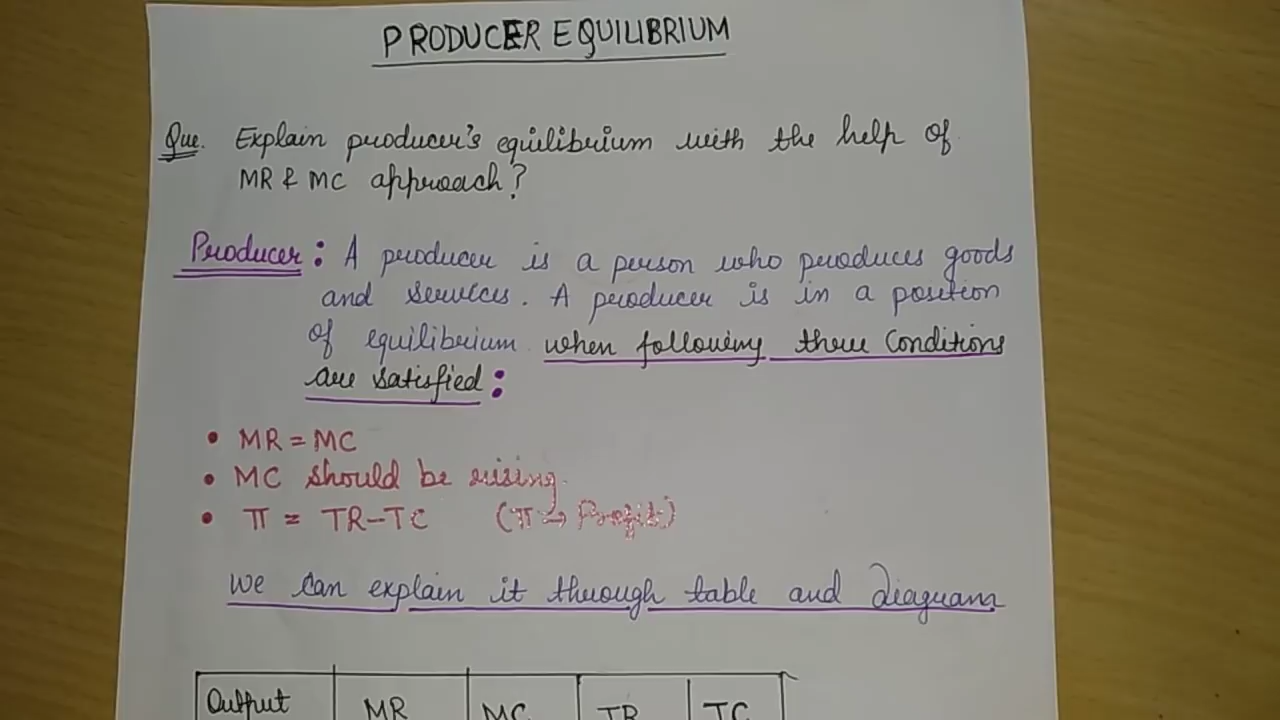 PRODUCER EQUILIBRIUM
Que. Explain producer's equilibrium with the help of
MR & MC approach?
Producer: A producer is a person who produces goods
and services. A producer is in a position
of equilibrium when following three Conditions
are satisfied:
• MR = MC
• MC should be rising.
• π = TR-TC (π → Profit)
We can explain it through table and diagram
Output MR MC TR TC